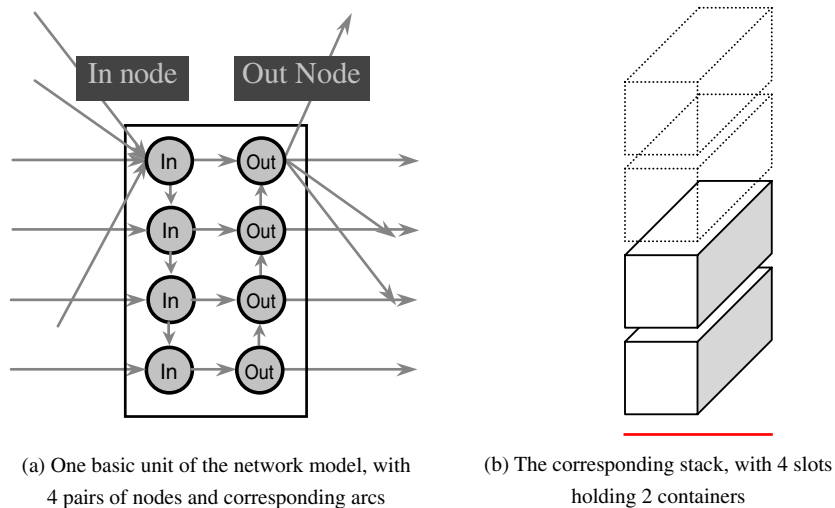 In node
Out Node
In
Out
In
Out
In
Out
In
Out
(a) One basic unit of the network model, with
4 pairs of nodes and corresponding arcs
(b) The corresponding stack, with 4 slots
holding 2 containers